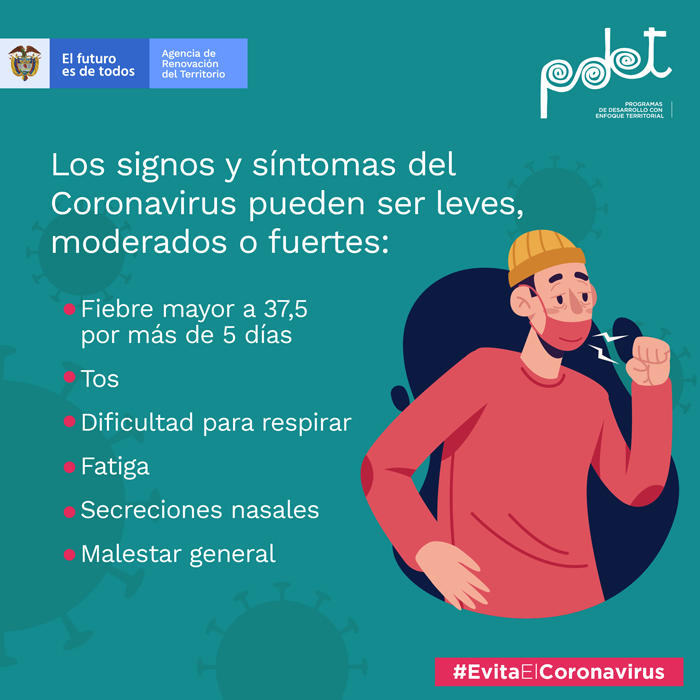 El futuro
es de todos
Agencia de
Renovación
del Territorio
pdet
PROGRAMAS
DE DESARROLLO CON
ENFOQUE TERRITORIAL
Los signos y síntomas del
Coronavirus pueden ser leves,
moderados o fuertes:
Fiebre mayor a 37,5
por más de 5 días
Tos
Dificultad para respirar
Fatiga
Secreciones nasales
Malestar general
#EvitaElCoronavirus